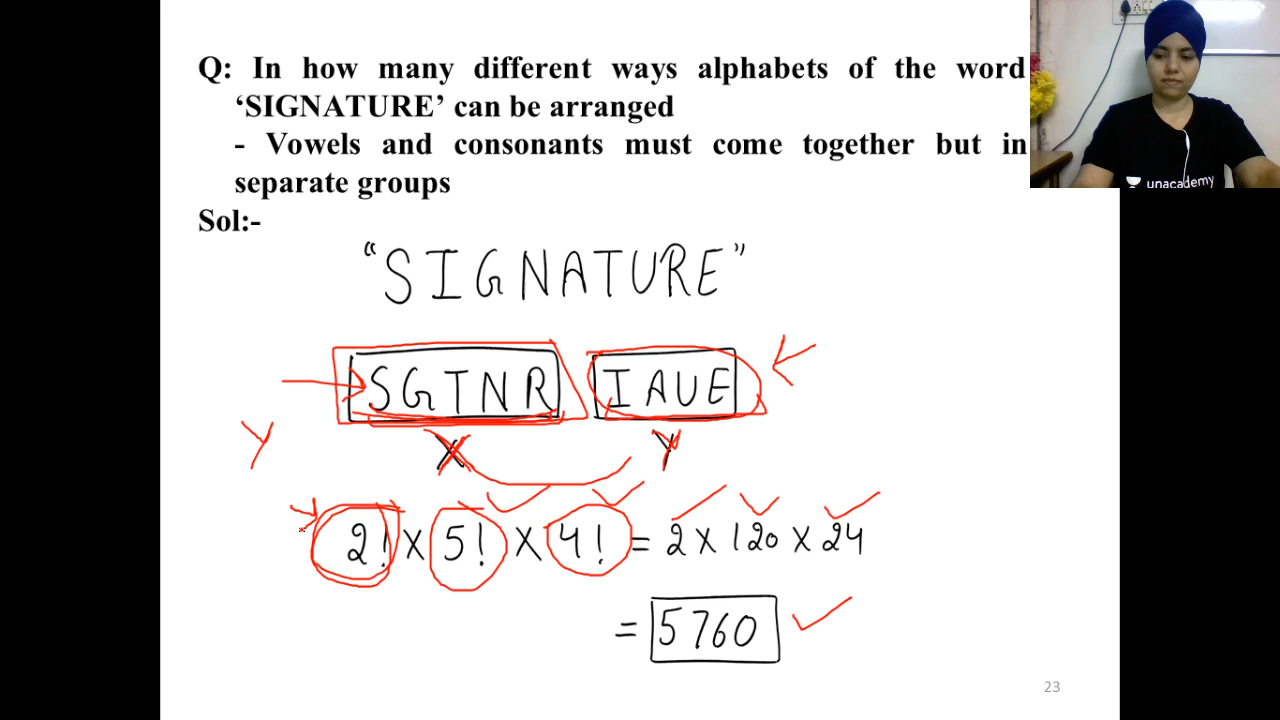 Q: In how many different ways alphabets of the word
‘SIGNATURE’ can be arranged
- Vowels and consonants must come together but in
separate groups
Sol:-
"SIGNATURE"
SGTNR IAUE
Y X Y
2! X 5! X 4! = 2 X 120 X 24
= 5760
23
unacademy